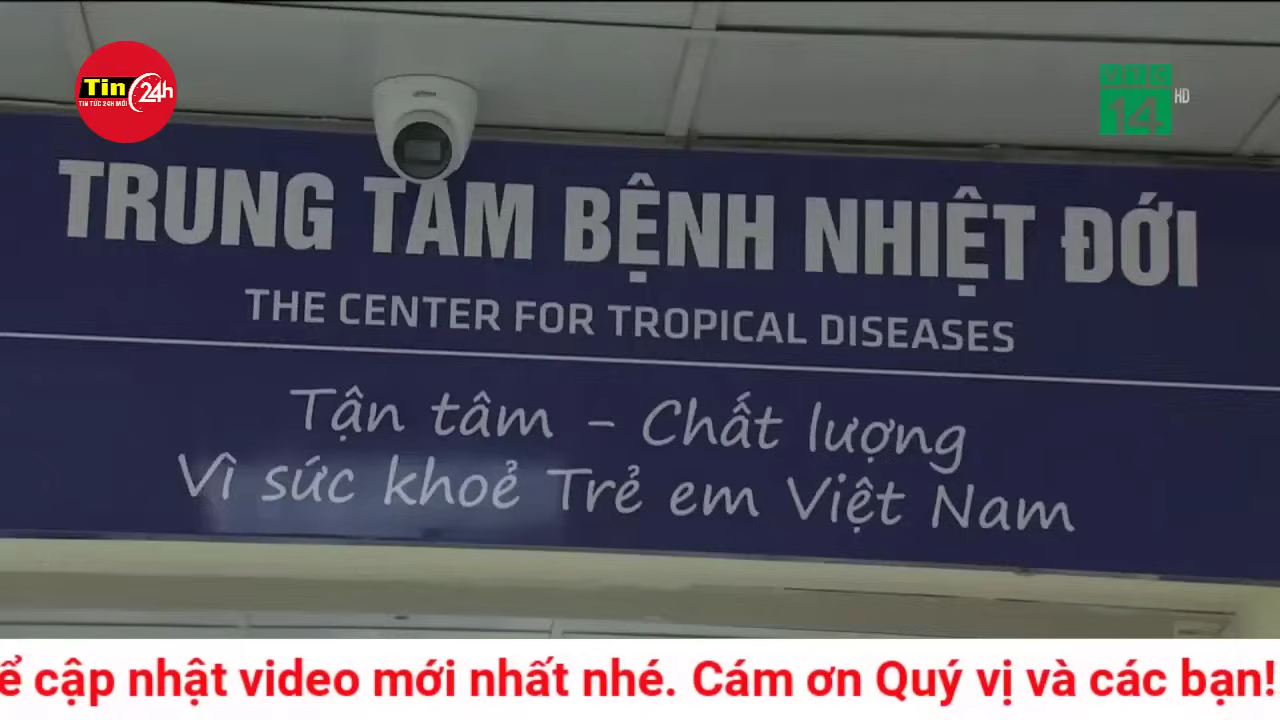 Tin 24h
TIN TỨC 24H MỚI
VTC
14 HD
TRUNG TÂM BỆNH NHIỆT ĐỚI
THE CENTER FOR TROPICAL DISEASES
Tận tâm - Chất lượng
Vì sức khoẻ Trẻ em Việt Nam
ể cập nhật video mới nhất nhé. Cám ơn Quý vị và các bạn!